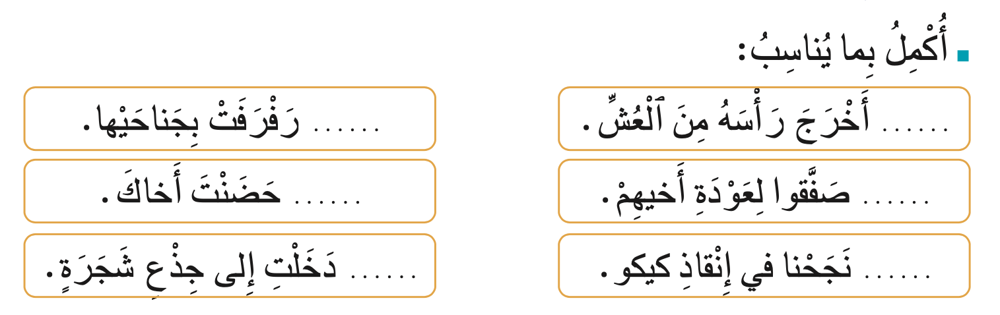 ▪ أُكْمِلُ بِما يُناسِبُ:
...... أَخْرَجَ رَأْسَهُ مِنَ ٱلْعُشِّ.
...... رَفْرَفَتْ بِجَناحَيْها.
...... صَفَّقوا لِعَوْدَةِ أَخيهِمْ.
...... حَضَنْتَ أَخاكَ.
...... نَجَحْنا في إِنْقاذِ كيكو.
...... دَخَلْتِ إِلى جِذْعِ شَجَرَةٍ.